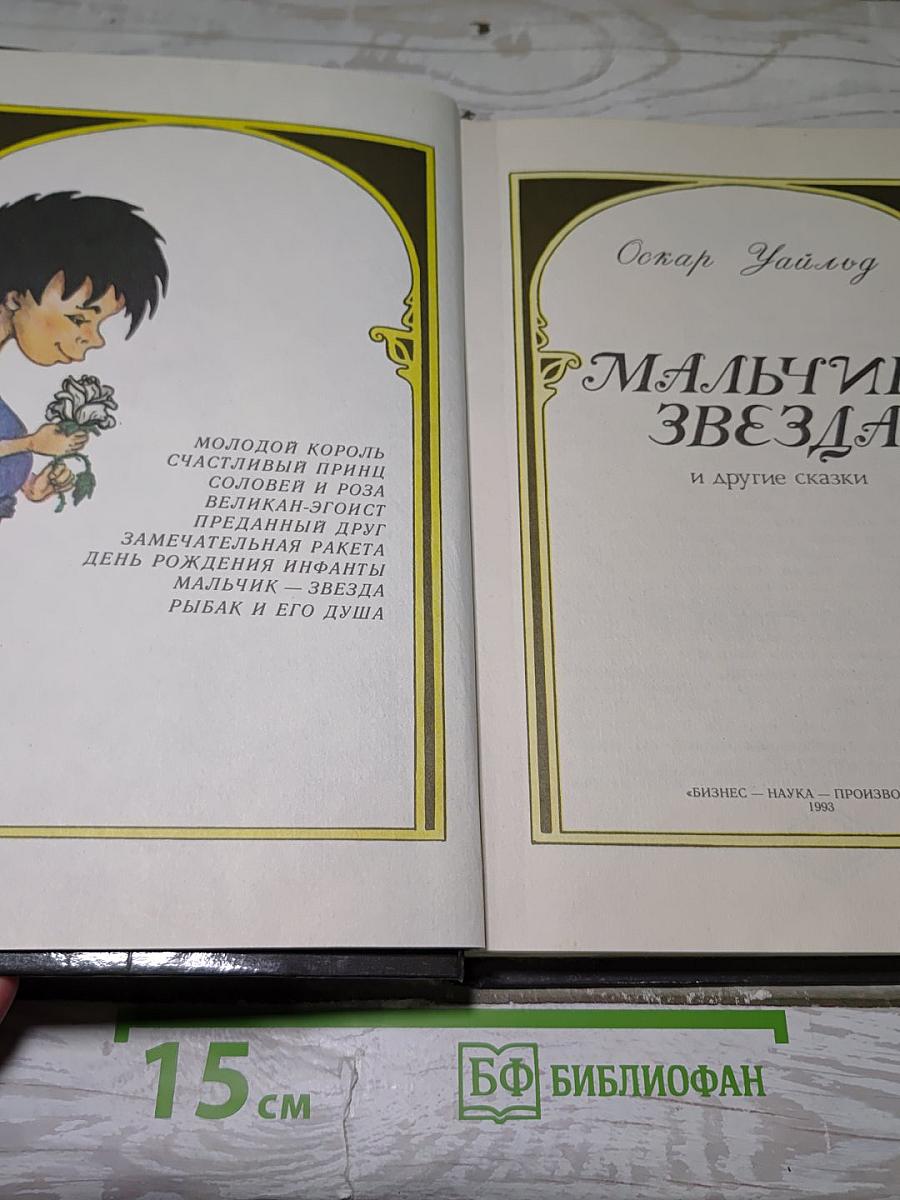 МОЛОДОЙ КОРОЛЬ
СЧАСТЛИВЫЙ ПРИНЦ
СОЛОВЕЙ И РОЗА
ВЕЛИКАН-ЭГОИСТ
ПРЕДАННЫЙ ДРУГ
ЗАМЕЧАТЕЛЬНАЯ РАКЕТА
ДЕНЬ РОЖДЕНИЯ ИНФАНТЫ
МАЛЬЧИК — ЗВЕЗДА
РЫБАК И ЕГО ДУША
Оскар Уайльд
МАЛЬЧИ
ЗВЕЗДА
и другие сказки
«БИЗНЕС — НАУКА — ПРОИЗВО
1993
15 см
БФ БИБЛИОФАН